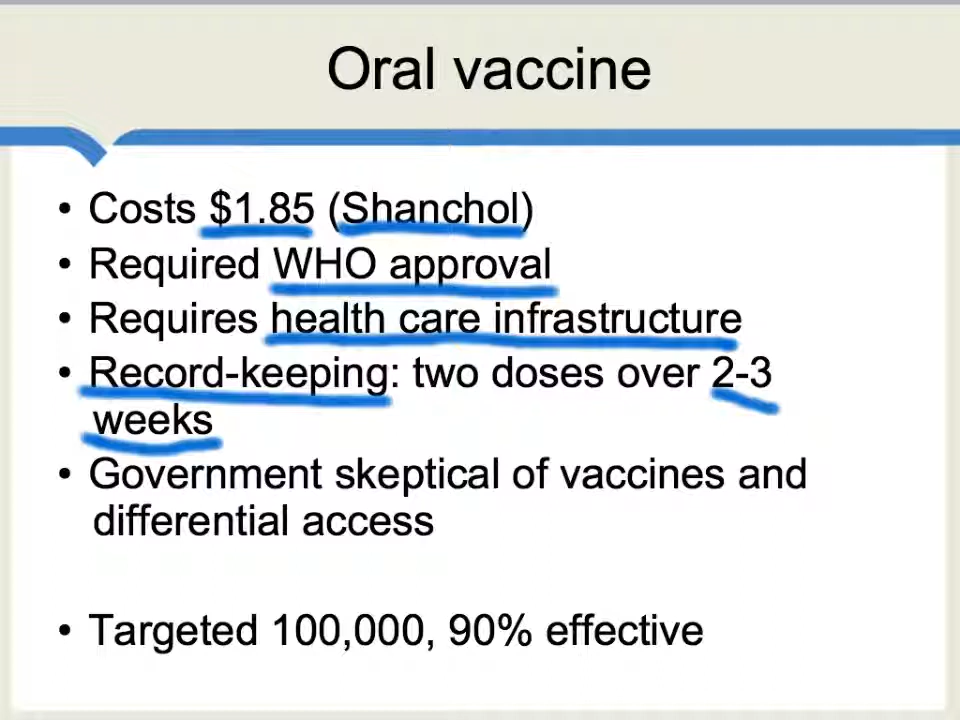 Oral vaccine
• Costs $1.85 (Shanchol)
• Required WHO approval
• Requires health care infrastructure
• Record-keeping: two doses over 2-3
weeks
• Government skeptical of vaccines and
differential access
• Targeted 100,000, 90% effective